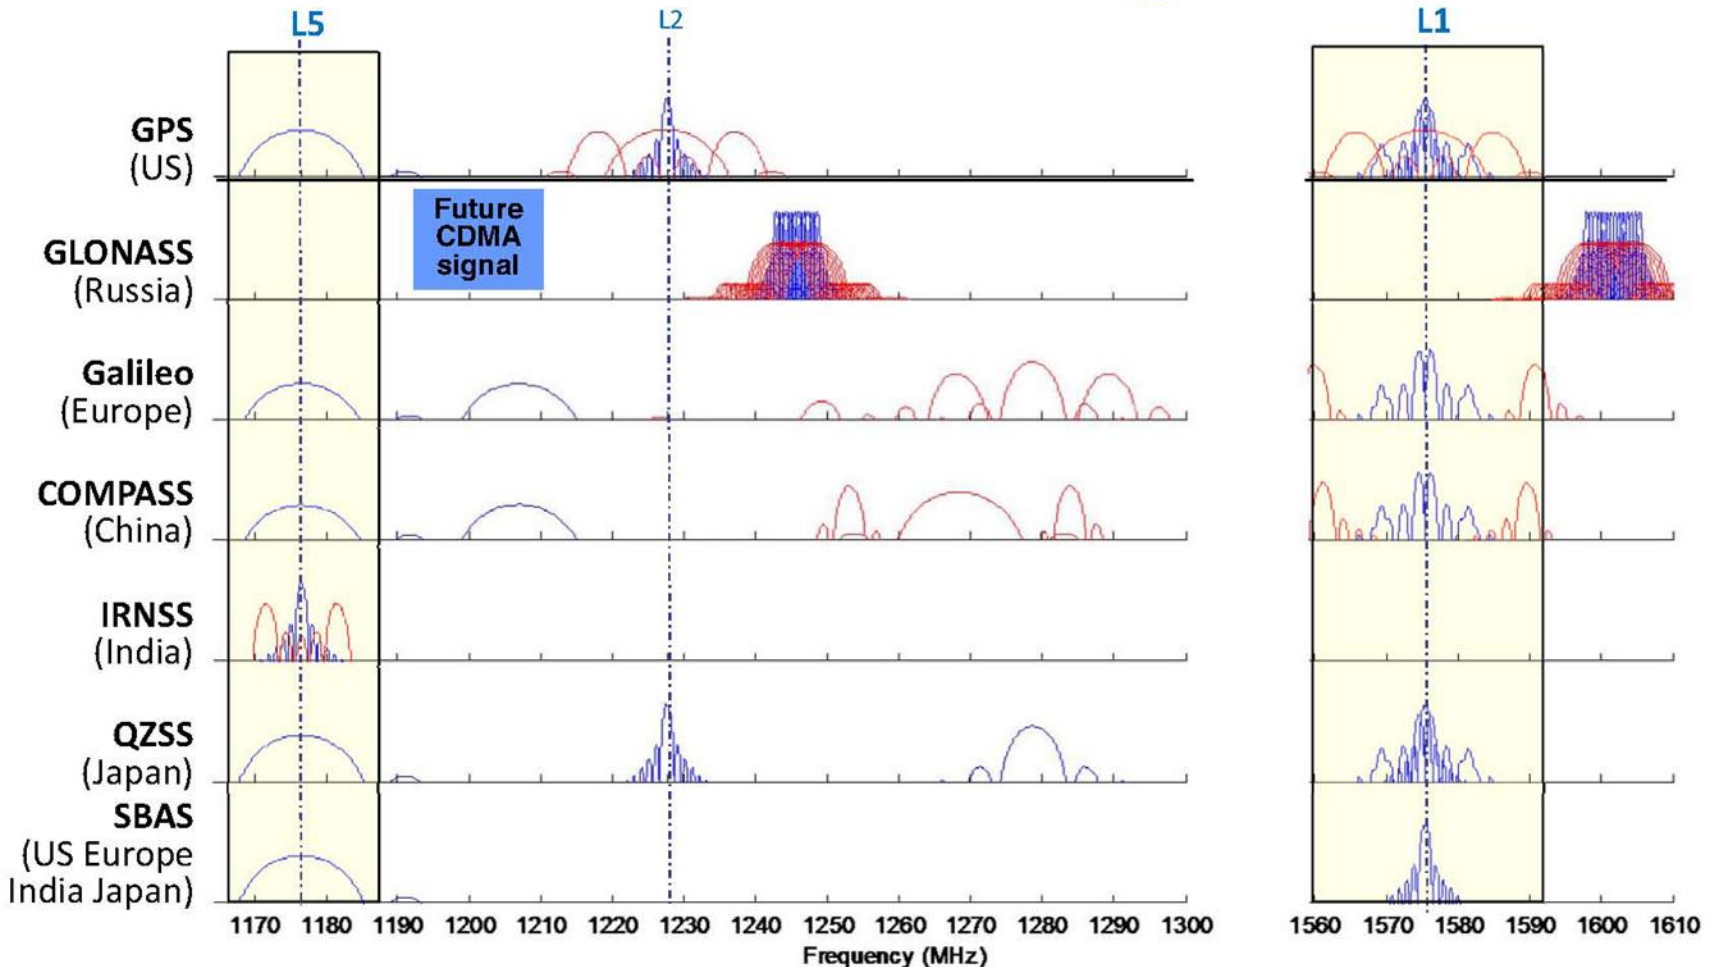 L5
L2
L1
GPS
(US)
Future
CDMA
signal
GLONASS
(Russia)
Galileo
(Europe)
COMPASS
(China)
IRNSS
(India)
QZSS
(Japan)
SBAS
(US Europe
India Japan)
1170 1180 1190 1200 1210 1220 1230 1240 1250 1260 1270 1280 1290 1300 1560 1570 1580 1590 1600 1610
Frequency (MHz)